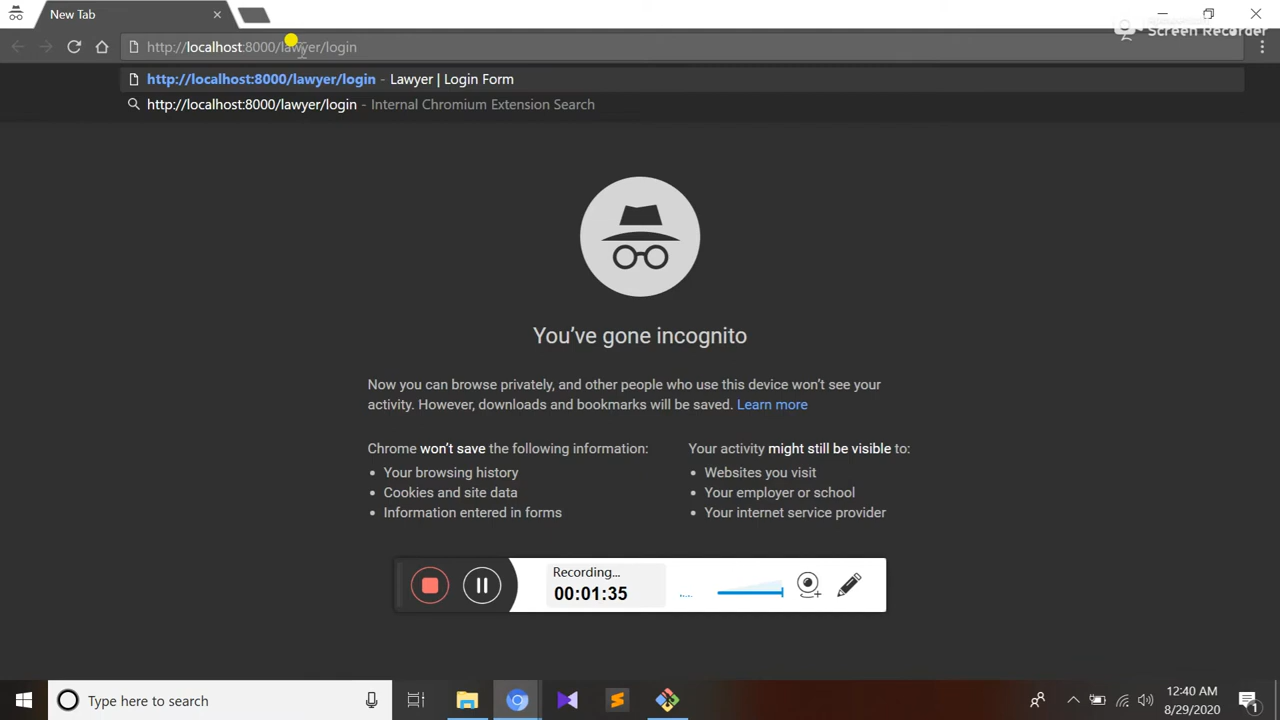 New Tab
Screen Recorder
http://localhost:8000/lawyer/login
http://localhost:8000/lawyer/login - Lawyer | Login Form
http://localhost:8000/lawyer/login - Internal Chromium Extension Search
You've gone incognito
Now you can browse privately, and other people who use this device won't see your
activity. However, downloads and bookmarks will be saved. Learn more
Chrome won't save the following information:
• Your browsing history
• Cookies and site data
• Information entered in forms
Your activity might still be visible to:
• Websites you visit
• Your employer or school
• Your internet service provider
Recording...
00:01:35
Type here to search
12:40 AM
8/29/2020
1